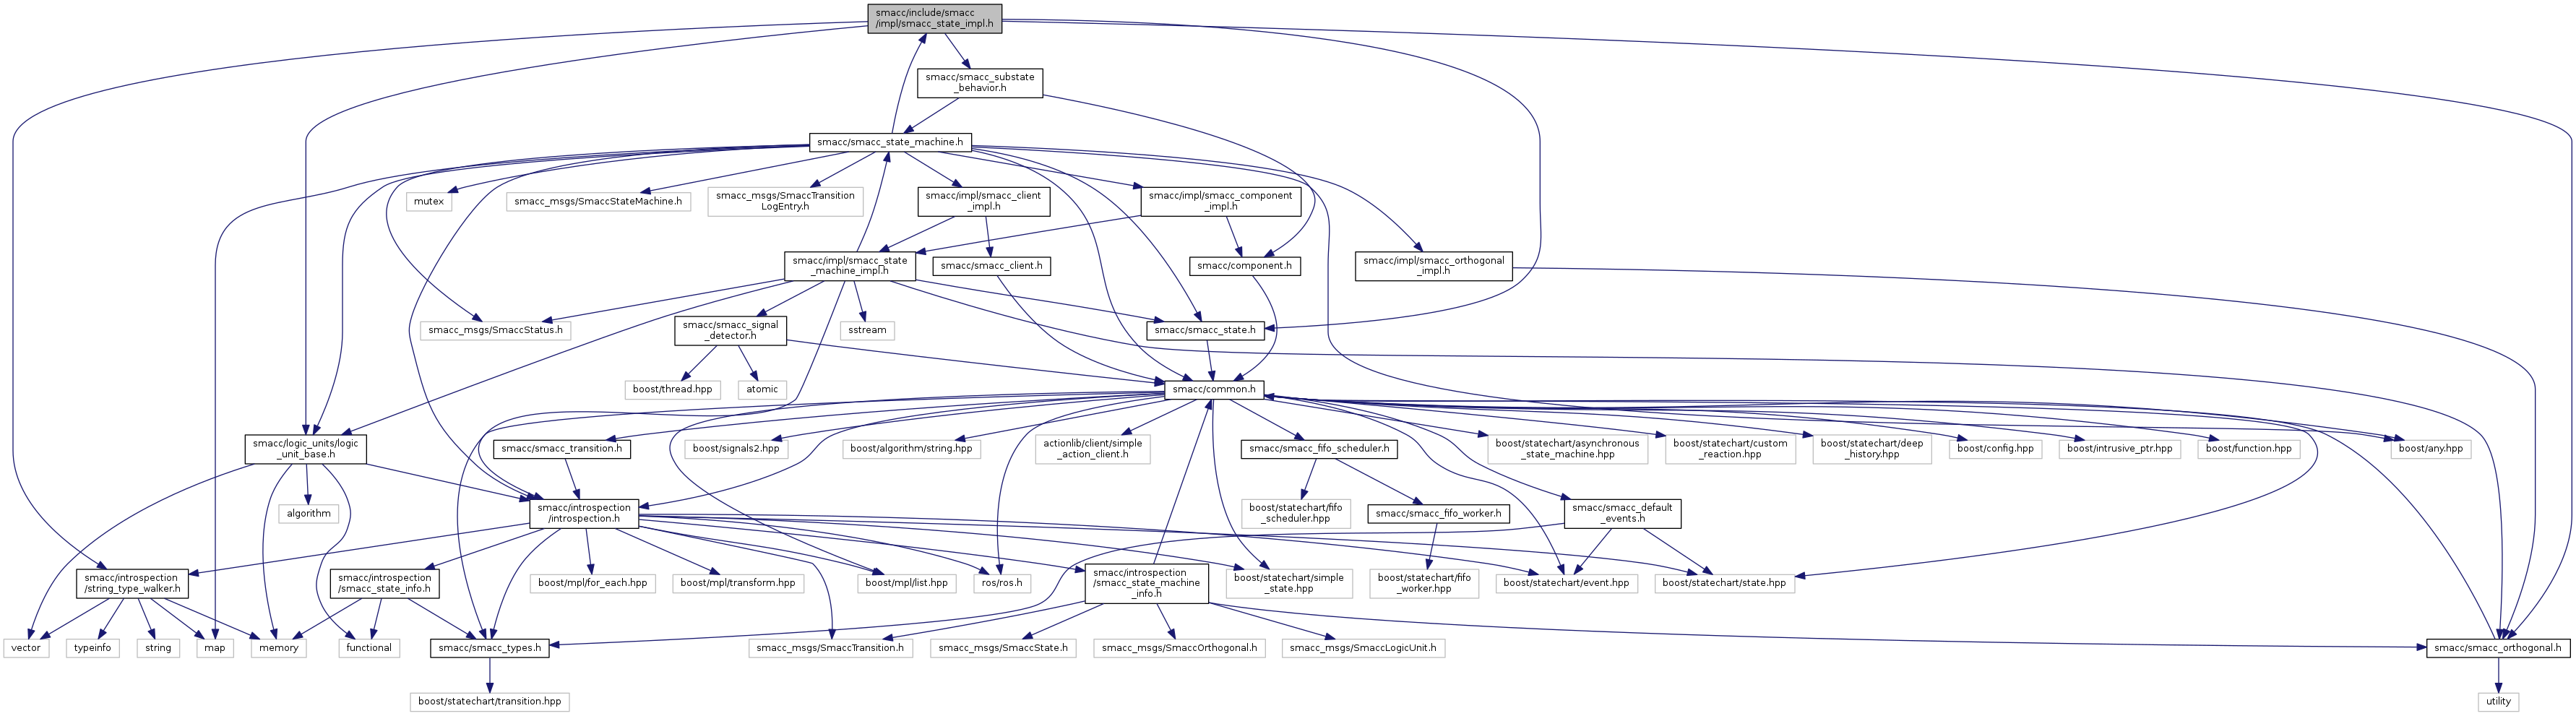 smacc/include/smacc
/impl/smacc_state_impl.h
smacc/smacc_substate
_behavior.h
smacc/smacc_state_machine.h
mutex
smacc_msgs/SmaccStateMachine.h
smacc_msgs/SmaccTransition
LogEntry.h
smacc/impl/smacc_client
_impl.h
smacc/impl/smacc_component
_impl.h
smacc/impl/smacc_state
_machine_impl.h
smacc/smacc_client.h
smacc/component.h
smacc/impl/smacc_orthogonal
_impl.h
smacc_msgs/SmaccStatus.h
smacc/smacc_signal
_detector.h
sstream
smacc/smacc_state.h
boost/thread.hpp
atomic
smacc/common.h
smacc/logic_units/logic
_unit_base.h
smacc/smacc_transition.h
boost/signals2.hpp
boost/algorithm/string.hpp
actionlib/client/simple
_action_client.h
smacc/smacc_fifo_scheduler.h
boost/statechart/asynchronous
_state_machine.hpp
boost/statechart/custom
_reaction.hpp
boost/statechart/deep
_history.hpp
boost/config.hpp
boost/intrusive_ptr.hpp
boost/function.hpp
boost/any.hpp
algorithm
smacc/introspection
/introspection.h
boost/statechart/fifo
_scheduler.hpp
smacc/smacc_fifo_worker.h
smacc/smacc_default
_events.h
smacc/introspection
/string_type_walker.h
smacc/introspection
/smacc_state_info.h
boost/mpl/for_each.hpp
boost/mpl/transform.hpp
boost/mpl/list.hpp
ros/ros.h
smacc/introspection
/smacc_state_machine
_info.h
boost/statechart/simple
_state.hpp
boost/statechart/fifo
_worker.hpp
boost/statechart/event.hpp
boost/statechart/state.hpp
vector
typeinfo
string
map
memory
functional
smacc/smacc_types.h
smacc_msgs/SmaccTransition.h
smacc_msgs/SmaccState.h
smacc_msgs/SmaccOrthogonal.h
smacc_msgs/SmaccLogicUnit.h
smacc/smacc_orthogonal.h
boost/statechart/transition.hpp
utility